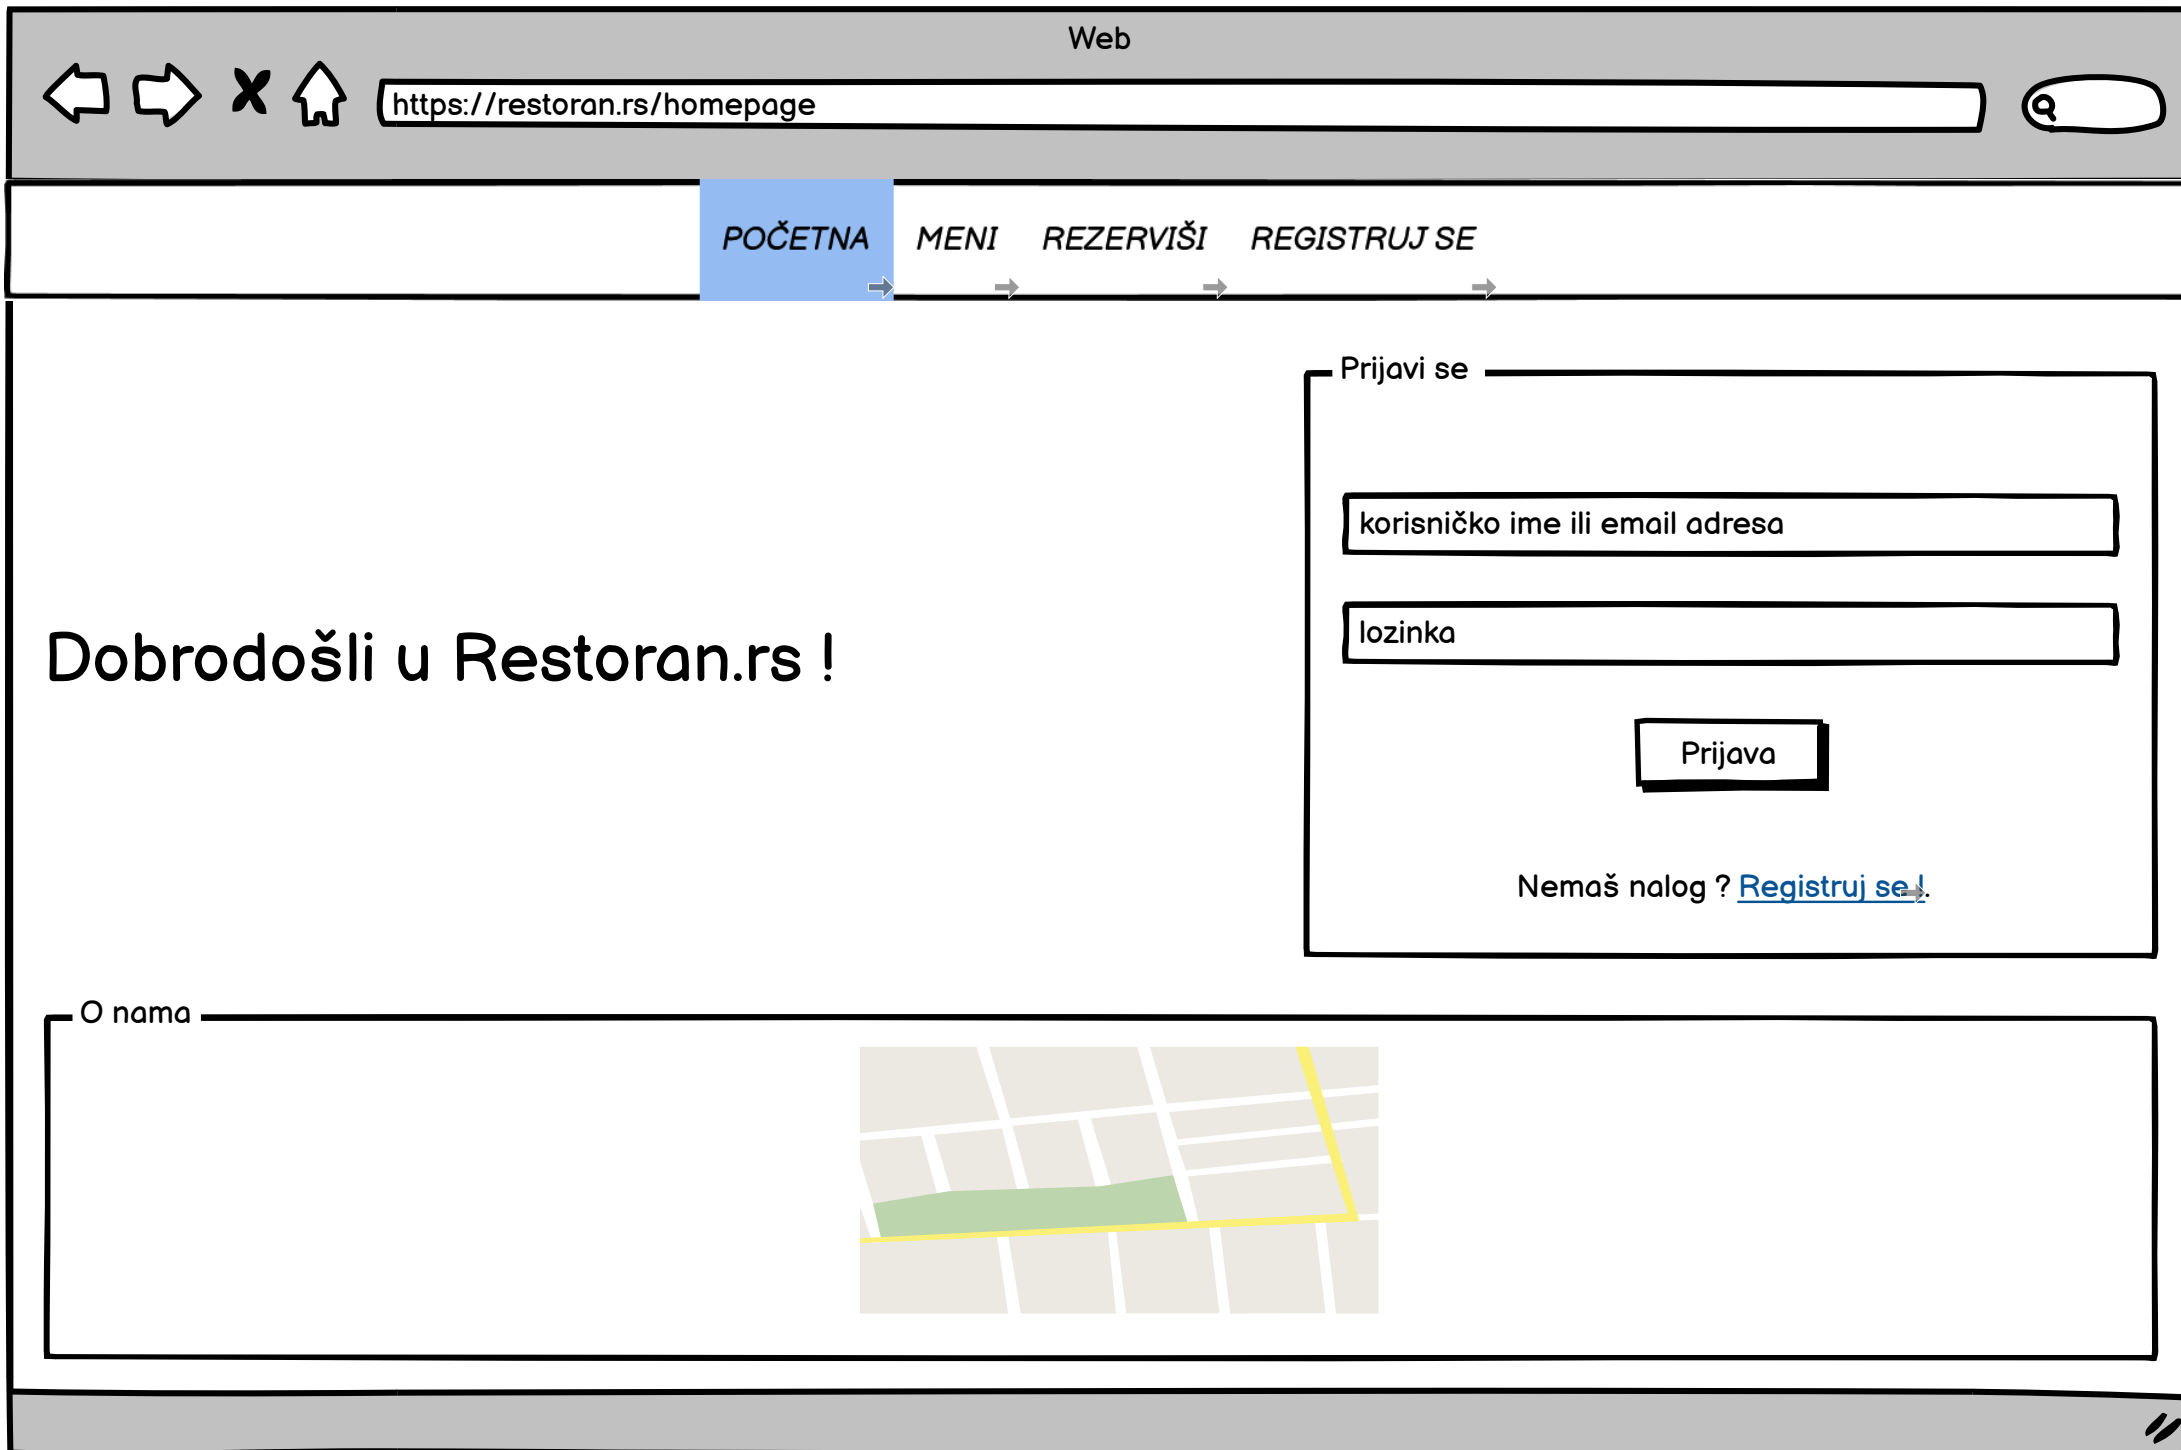 Web
https://restoran.rs/homepage
POČETNA MENI REZERVIŠI REGISTRUJ SE
Prijavi se
korisničko ime ili email adresa
lozinka
Dobrodošli u Restoran.rs !
Prijava
Nemaš nalog ? Registruj se !.
O nama